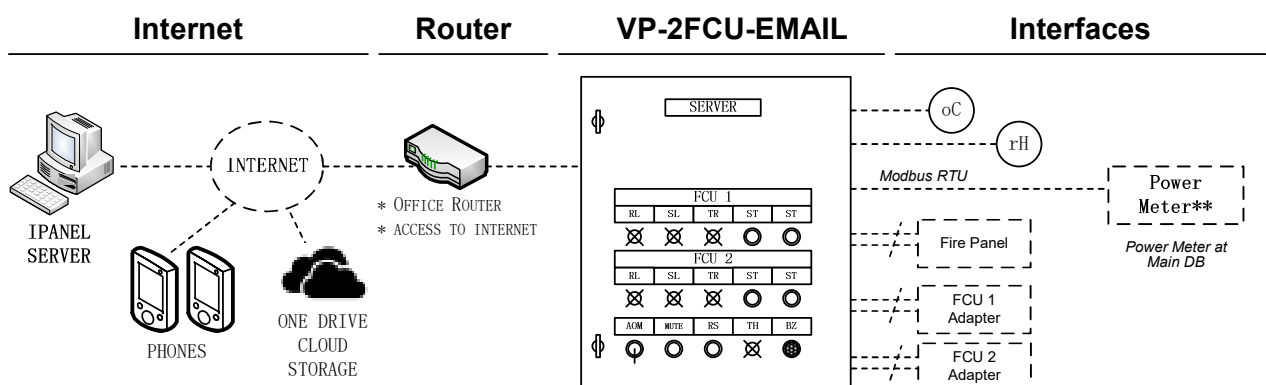 Internet
Router
VP-2FCU-EMAIL
Interfaces
IPANEL
SERVER
INTERNET
PHONES
ONE DRIVE
CLOUD
STORAGE
* OFFICE ROUTER
* ACCESS TO INTERNET
SERVER
FCU 1
RL SL TR ST ST
FCU 2
RL SL TR ST ST
AOM MUTE RS TH BZ
oC
rH
Modbus RTU
Power
Meter**
Power Meter at
Main DB
Fire Panel
FCU 1
Adapter
FCU 2
Adapter